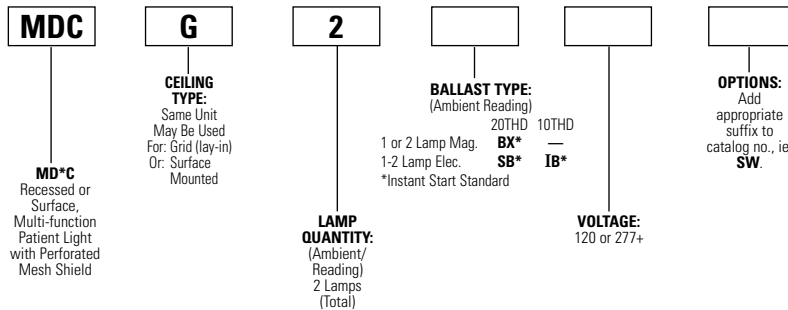 MDC G 2
CEILING
TYPE:
Same Unit
May Be Used
For: Grid (lay-in)
Or: Surface
Mounted
BALLAST TYPE:
(Ambient Reading)
20THD 10THD
1 or 2 Lamp Mag. BX* —
1-2 Lamp Elec. SB* IB*
*Instant Start Standard
OPTIONS:
Add
appropriate
suffix to
catalog no., ie
SW.
MD*C
Recessed or
Surface,
Multi-function
Patient Light
with Perforated
Mesh Shield
LAMP
QUANTITY:
(Ambient/
Reading)
2 Lamps
(Total)
VOLTAGE:
120 or 277+